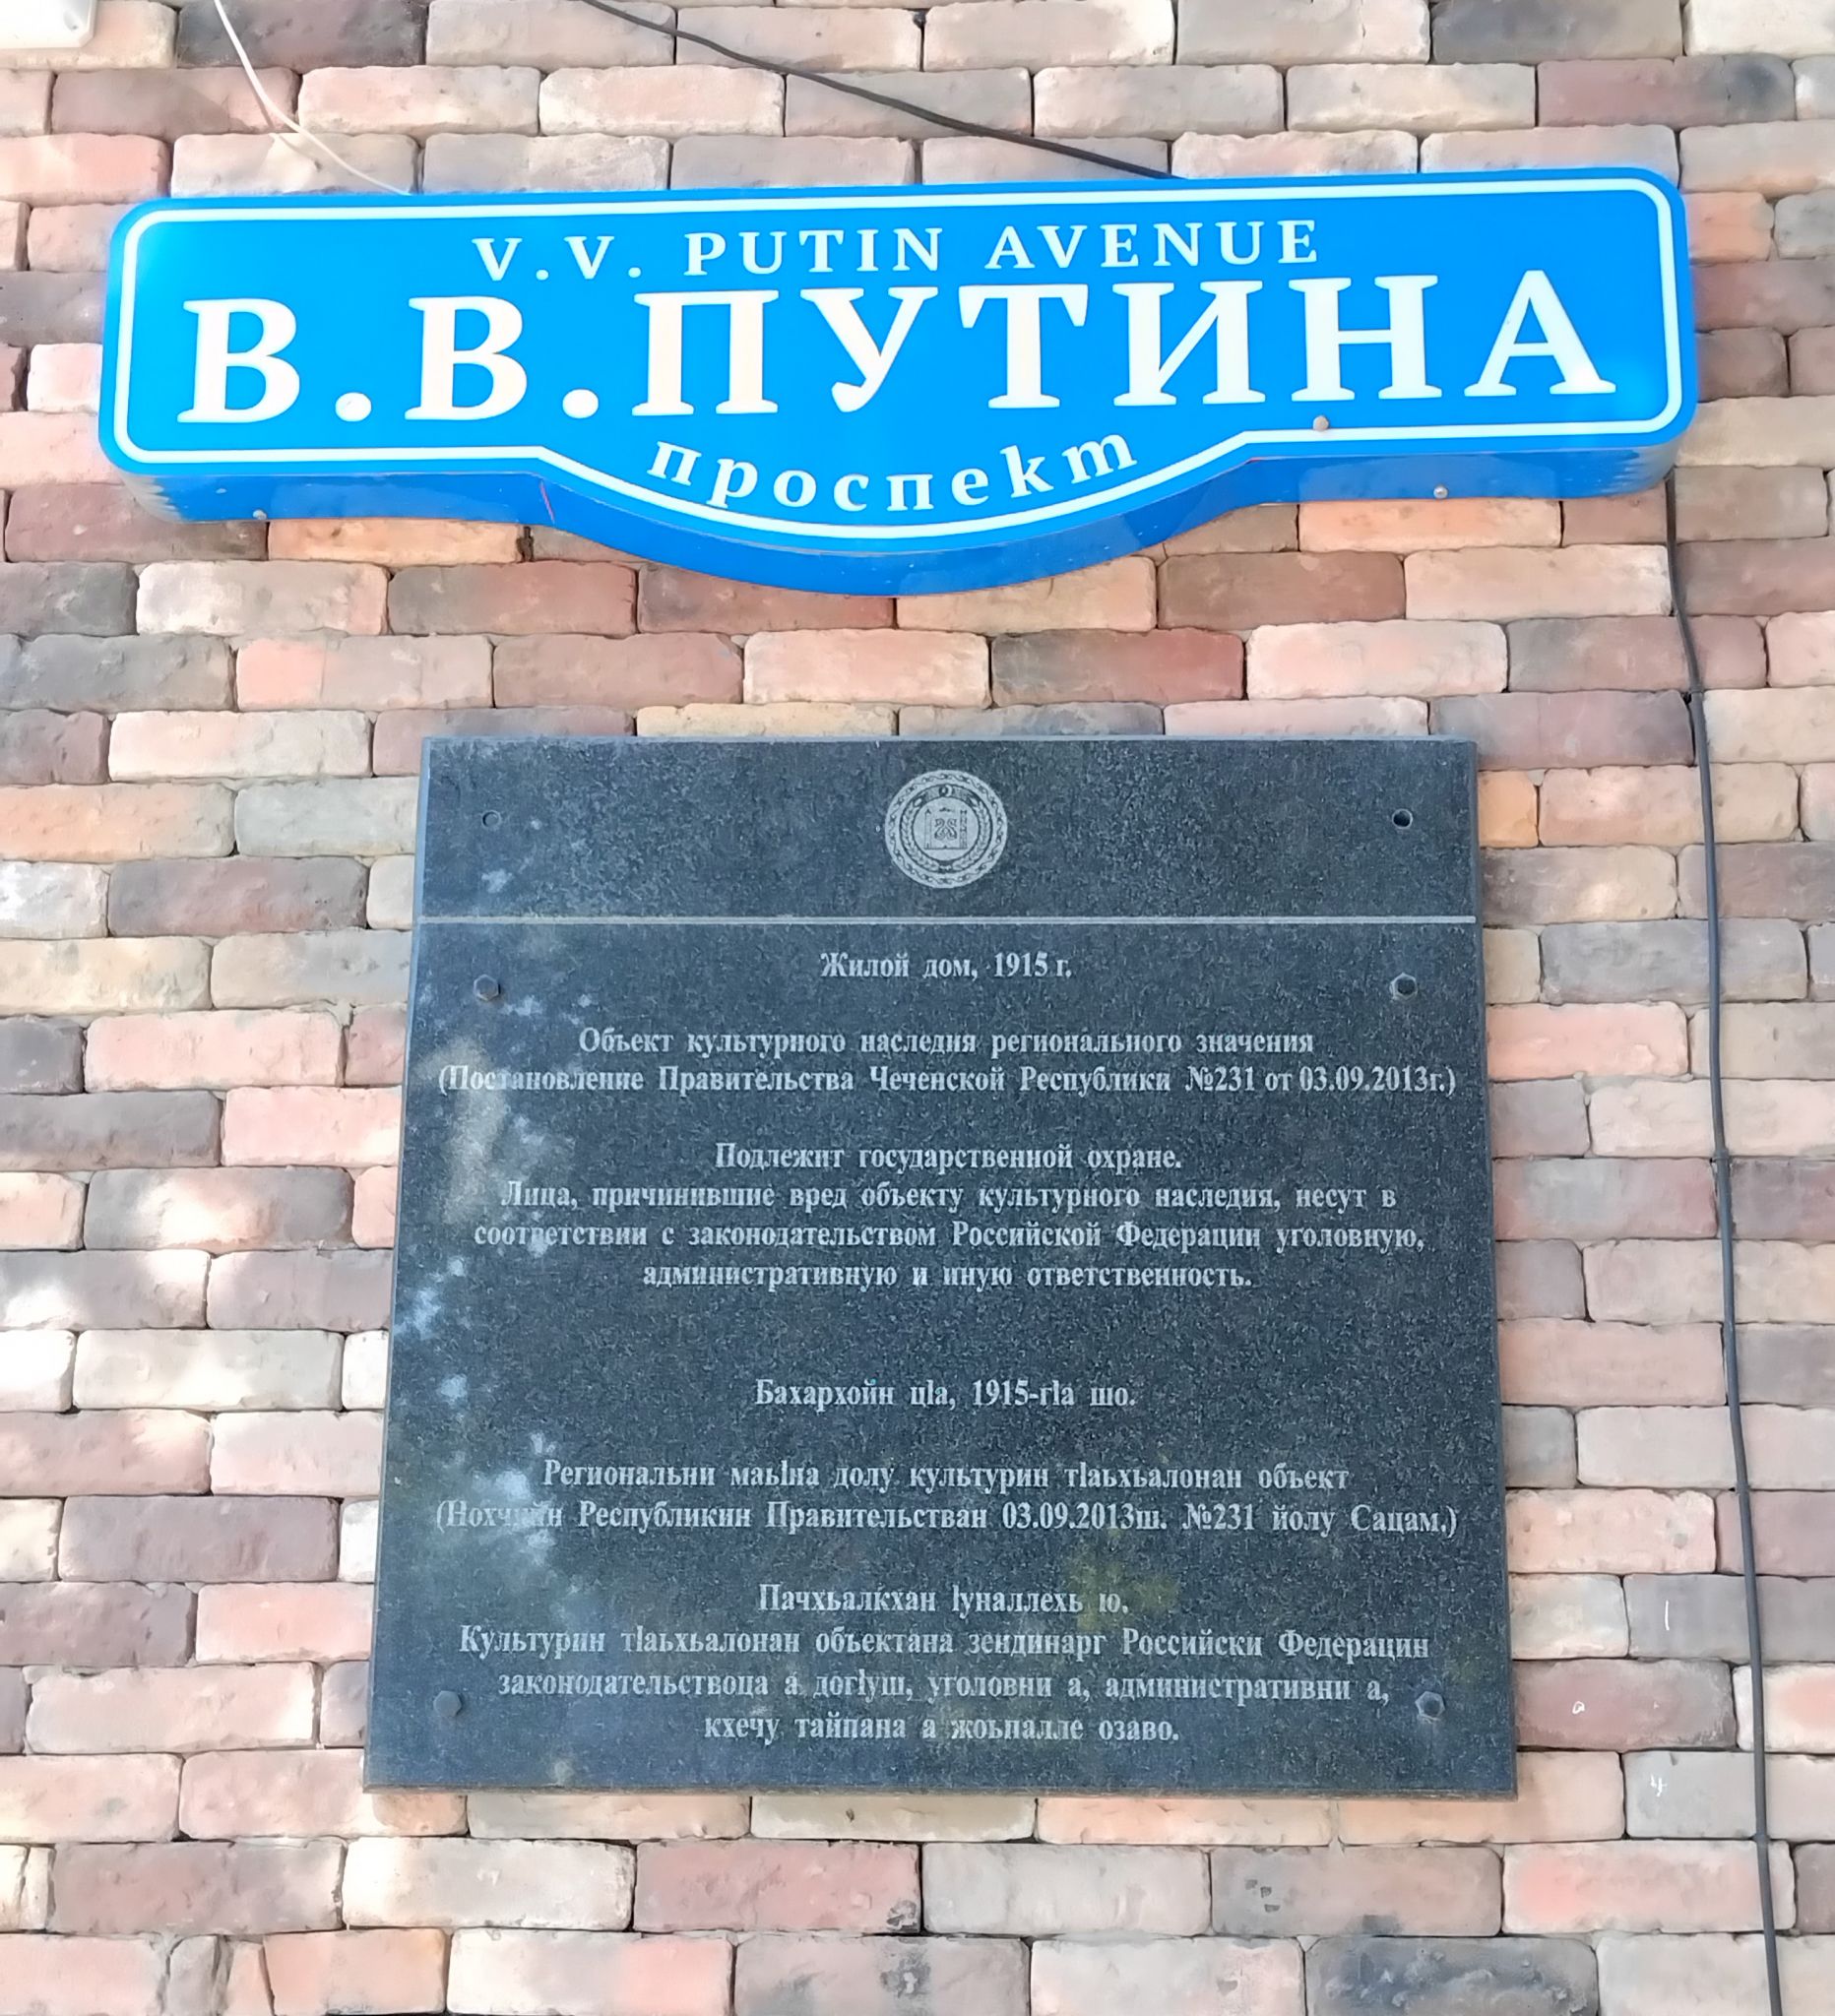 V.V. PUTIN AVENUE
В.В.ПУТИНА
проспект
Жилой дом, 1915 г.
Объект культурного наследия регионального значения
(Постановление Правительства Чеченской Республики №231 от 03.09.2013г.)
Подлежит государственной охране.
Лица, причинившие вред объекту культурного наследия, несут в
соответствии с законодательством Российской Федерации уголовную,
административную и иную ответственность.
Бахархойн цӀа, 1915-гӀа шо.
Региональни маьӀна долу культурин тӀаьхьалонан объект
(Нохчийн Республикин Правительстван 03.09.2013ш. №231 йолу Сацам.)
Пачхьалкхан Ӏуналлехь ю.
Культурин тӀаьхьалонан объектана зендинарг Российски Федерацин
законодательствоца а догӀуш, уголовни а, административни а,
кхечу тайпана а жоьпалле озаво.